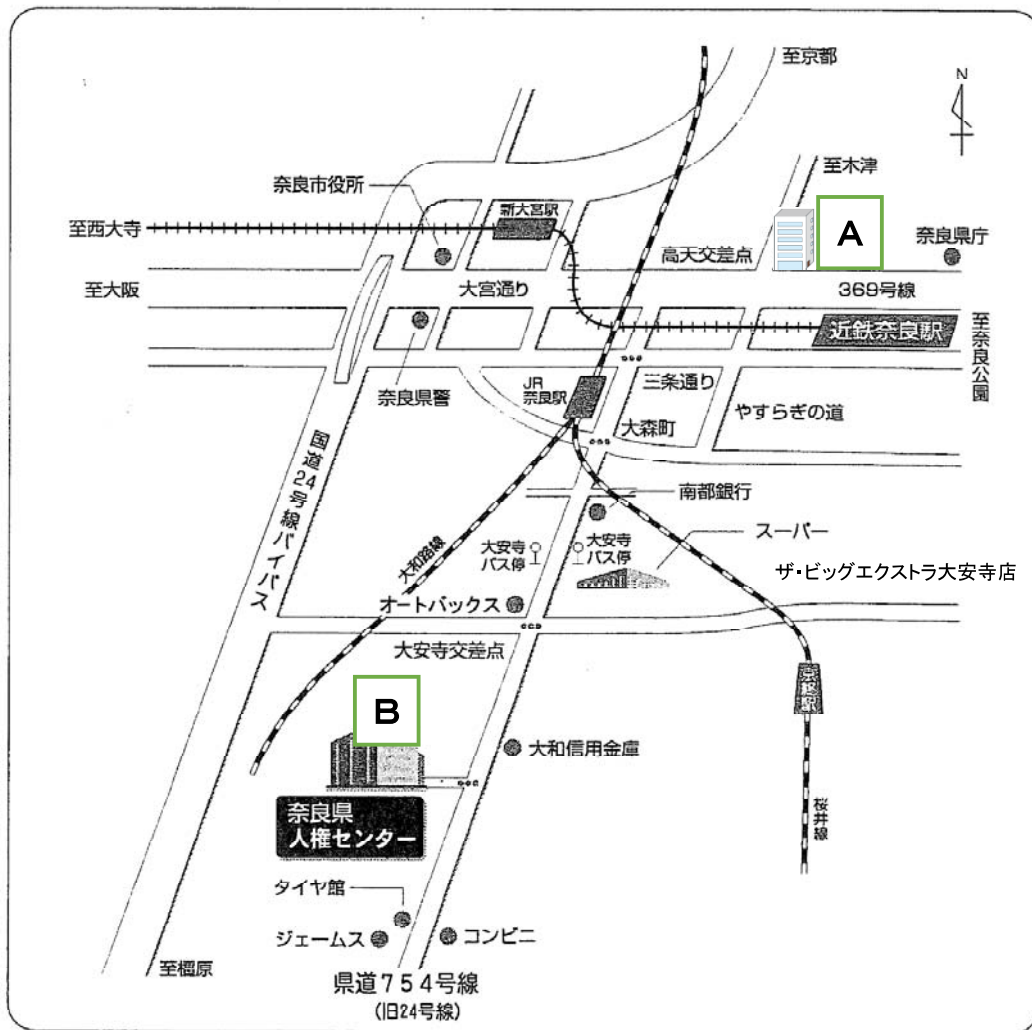 至京都
N
至木津
奈良市役所
新大宮駅
A
至西大寺
高天交差点
奈良県庁
至大阪
大宮通り
369号線
近鉄奈良駅
至奈良公園
奈良県警
JR
奈良駅
三条通り
やすらぎの道
大森町
国道24号線バイパス
南都銀行
大和路線
大安寺
バス停
大安寺
バス停
スーパー
ザ・ビッグエクストラ大安寺店
オートバックス
大安寺交差点
京終駅
B
大和信用金庫
奈良県
人権センター
桜井線
タイヤ館
ジェームス
コンビニ
至橿原
県道754号線
(旧24号線)